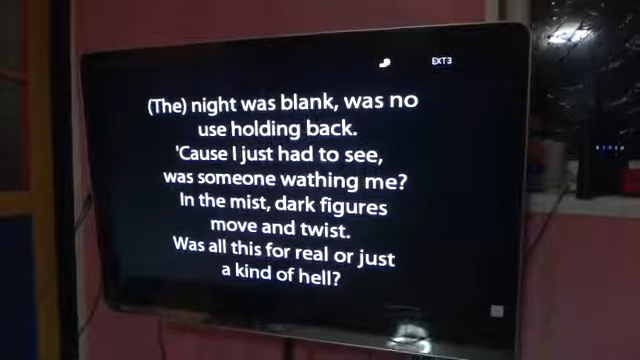 EXT3
(The) night was blank, was no
use holding back.
'Cause I just had to see,
was someone wathing me?
In the mist, dark figures
move and twist.
Was all this for real or just
a kind of hell?